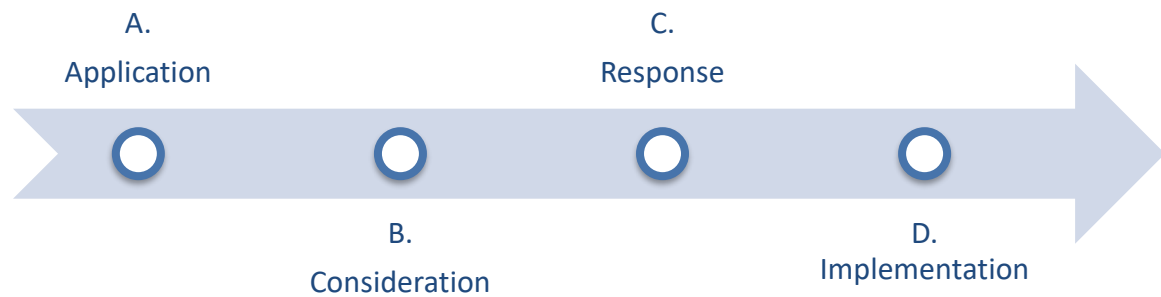 A.
Application
B.
Consideration
C.
Response
D.
Implementation